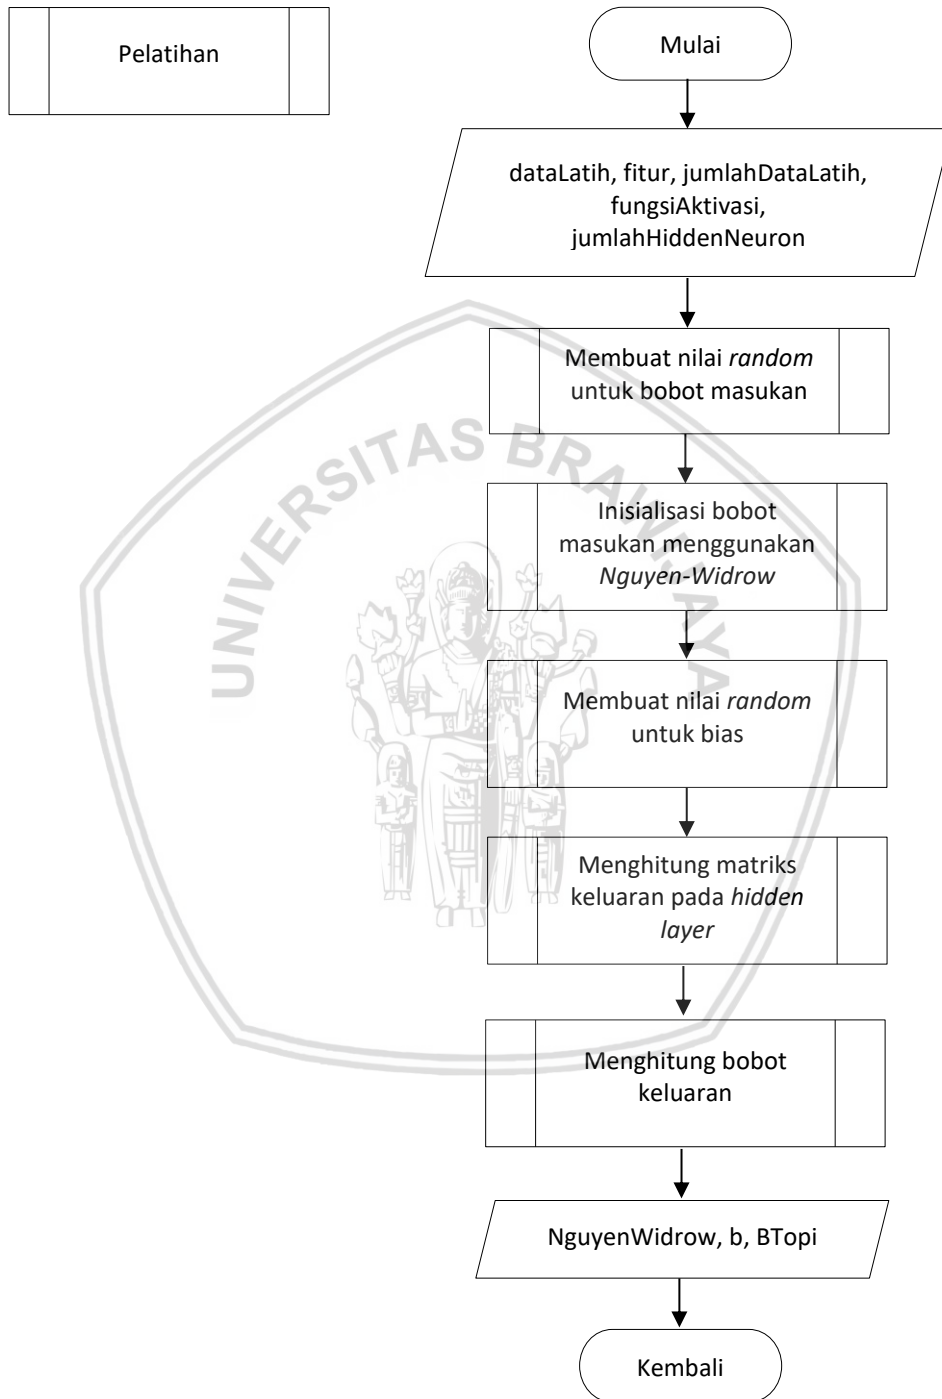 Pelatihan
Mulai
dataLatih, fitur, jumlahDataLatih,
fungsiAktivasi,
jumlahHiddenNeuron
Membuat nilai random
untuk bobot masukan
UNIVERSITAS BRAWIJAYA
Inisialisasi bobot
masukan menggunakan
Nguyen-Widrow
Membuat nilai random
untuk bias
Menghitung matriks
keluaran pada hidden
layer
Menghitung bobot
keluaran
NguyenWidrow, b, BTopi
Kembali